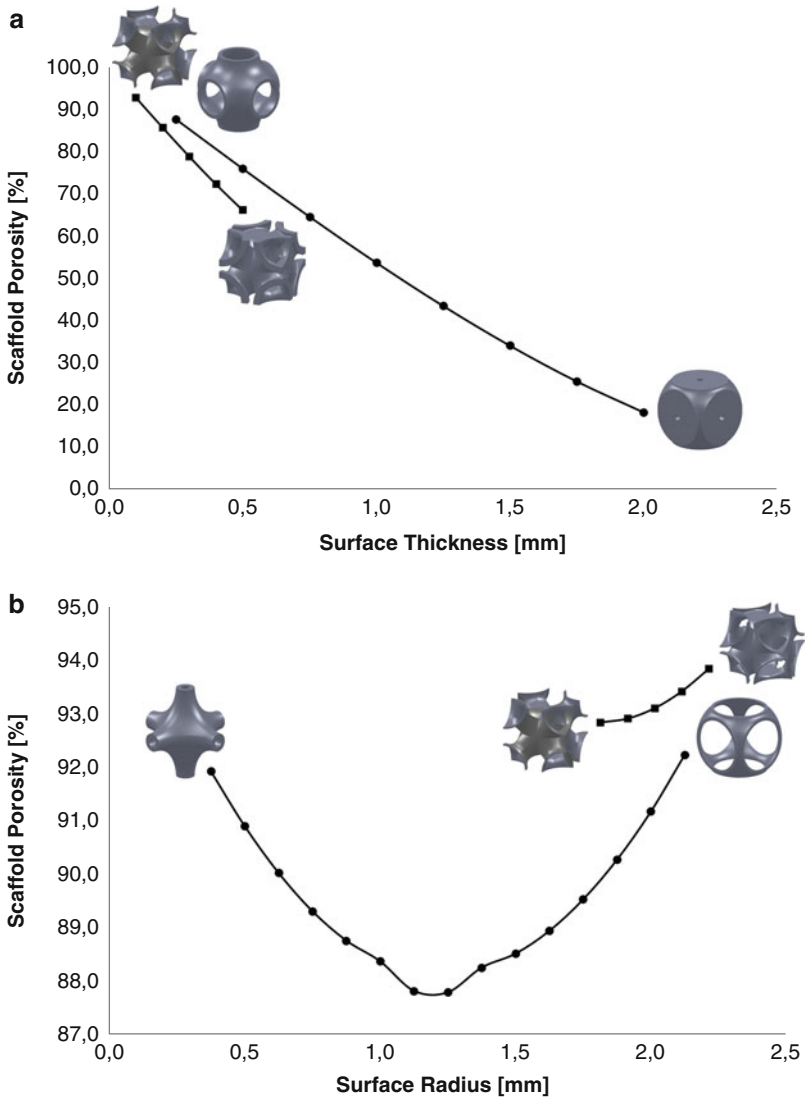 a
100,0
90,0
80,0
70,0
60,0
50,0
40,0
30,0
20,0
10,0
0,0
Scaffold Porosity [%]
0,0 0,5 1,0 1,5 2,0 2,5
Surface Thickness [mm]
b
95,0
94,0
93,0
92,0
91,0
90,0
89,0
88,0
87,0
Scaffold Porosity [%]
0,0 0,5 1,0 1,5 2,0 2,5
Surface Radius [mm]